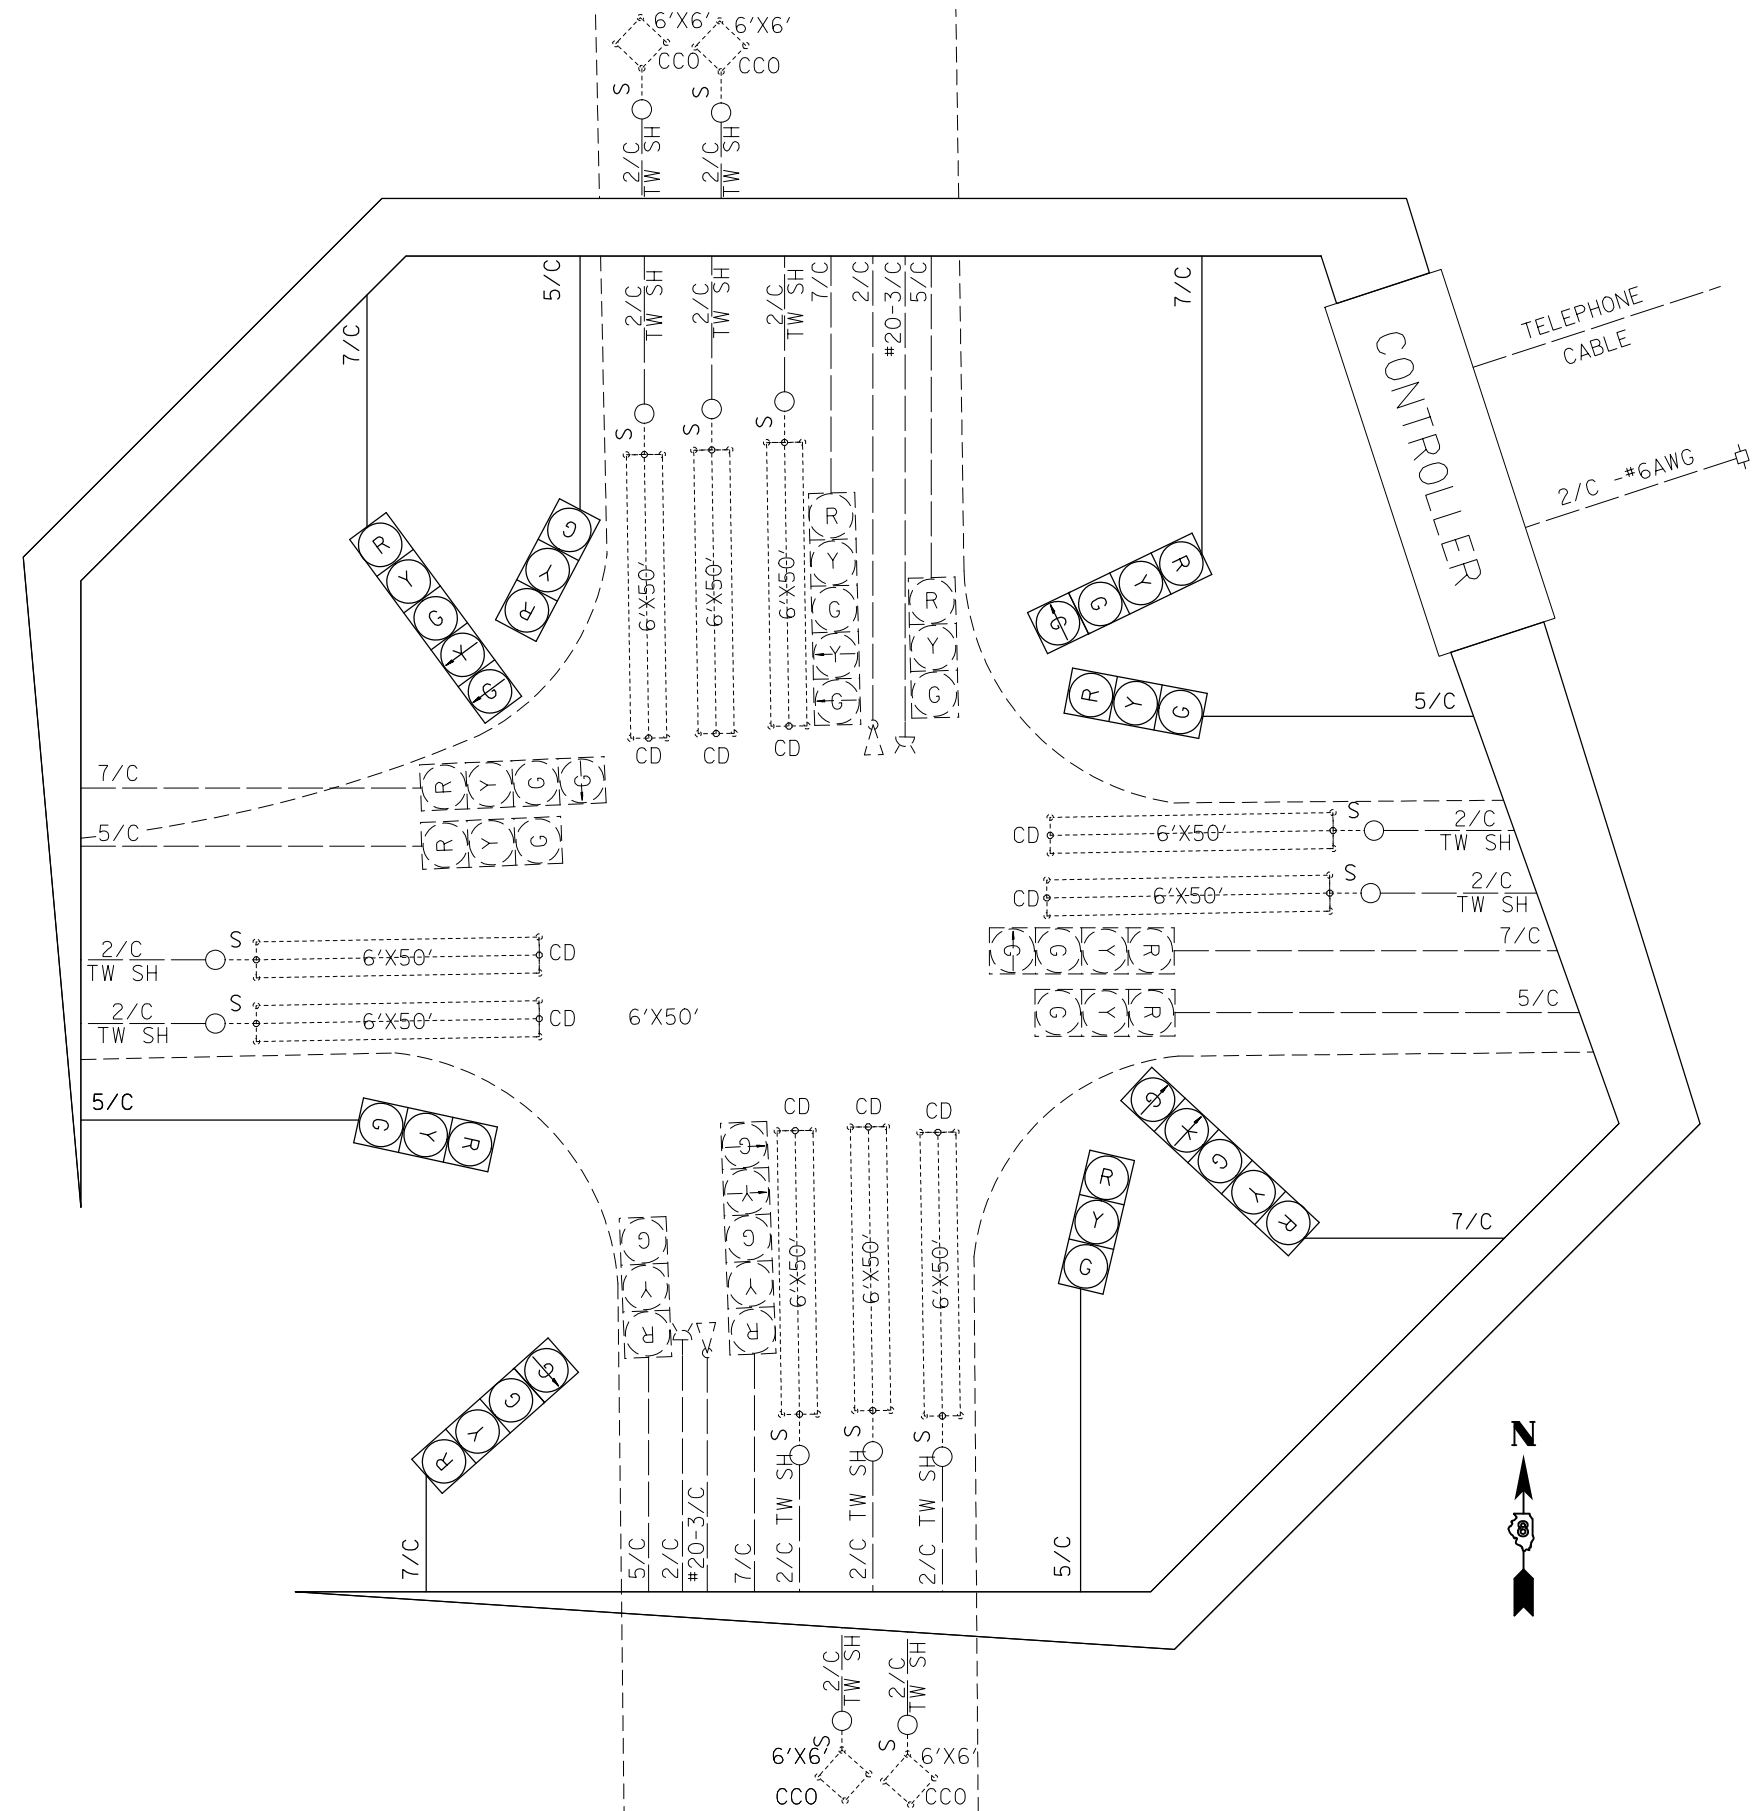 6'X6' 6'X6'
CCO CCO
S S
2/C 2/C
TW SH TW SH
7/C
5/C
2/C 2/C 2/C
TW SH TW SH TW SH
7/C
2/C
#20-3/C
5/C
7/C
TELEPHONE
CABLE
CONTROLLER
2/C -#6AWG
S S S
R Y G Y G
G Y R
6'X50' 6'X50' 6'X50'
R Y G Y G
R Y G
G G Y R
R Y G
5/C
CD CD CD
7/C
R Y G G
5/C
R Y G
CD 6'X50' S 2/C
TW SH
CD 6'X50' S 2/C
TW SH
G G Y R
7/C
2/C
TW SH
S 6'X50' CD
2/C
TW SH
S 6'X50' CD
6'X50'
G Y R
5/C
5/C
G Y R
CD CD CD
G Y G Y R
G Y R
R Y G
G Y G Y R
7/C
6'X50' 6'X50' 6'X50'
R Y G G
S S S
7/C
5/C
2/C
#20-3/C
7/C
2/C TW SH
2/C TW SH
2/C TW SH
5/C
N
8
2/C 2/C
TW SH TW SH
S S
6'X6' 6'X6'
CCO CCO